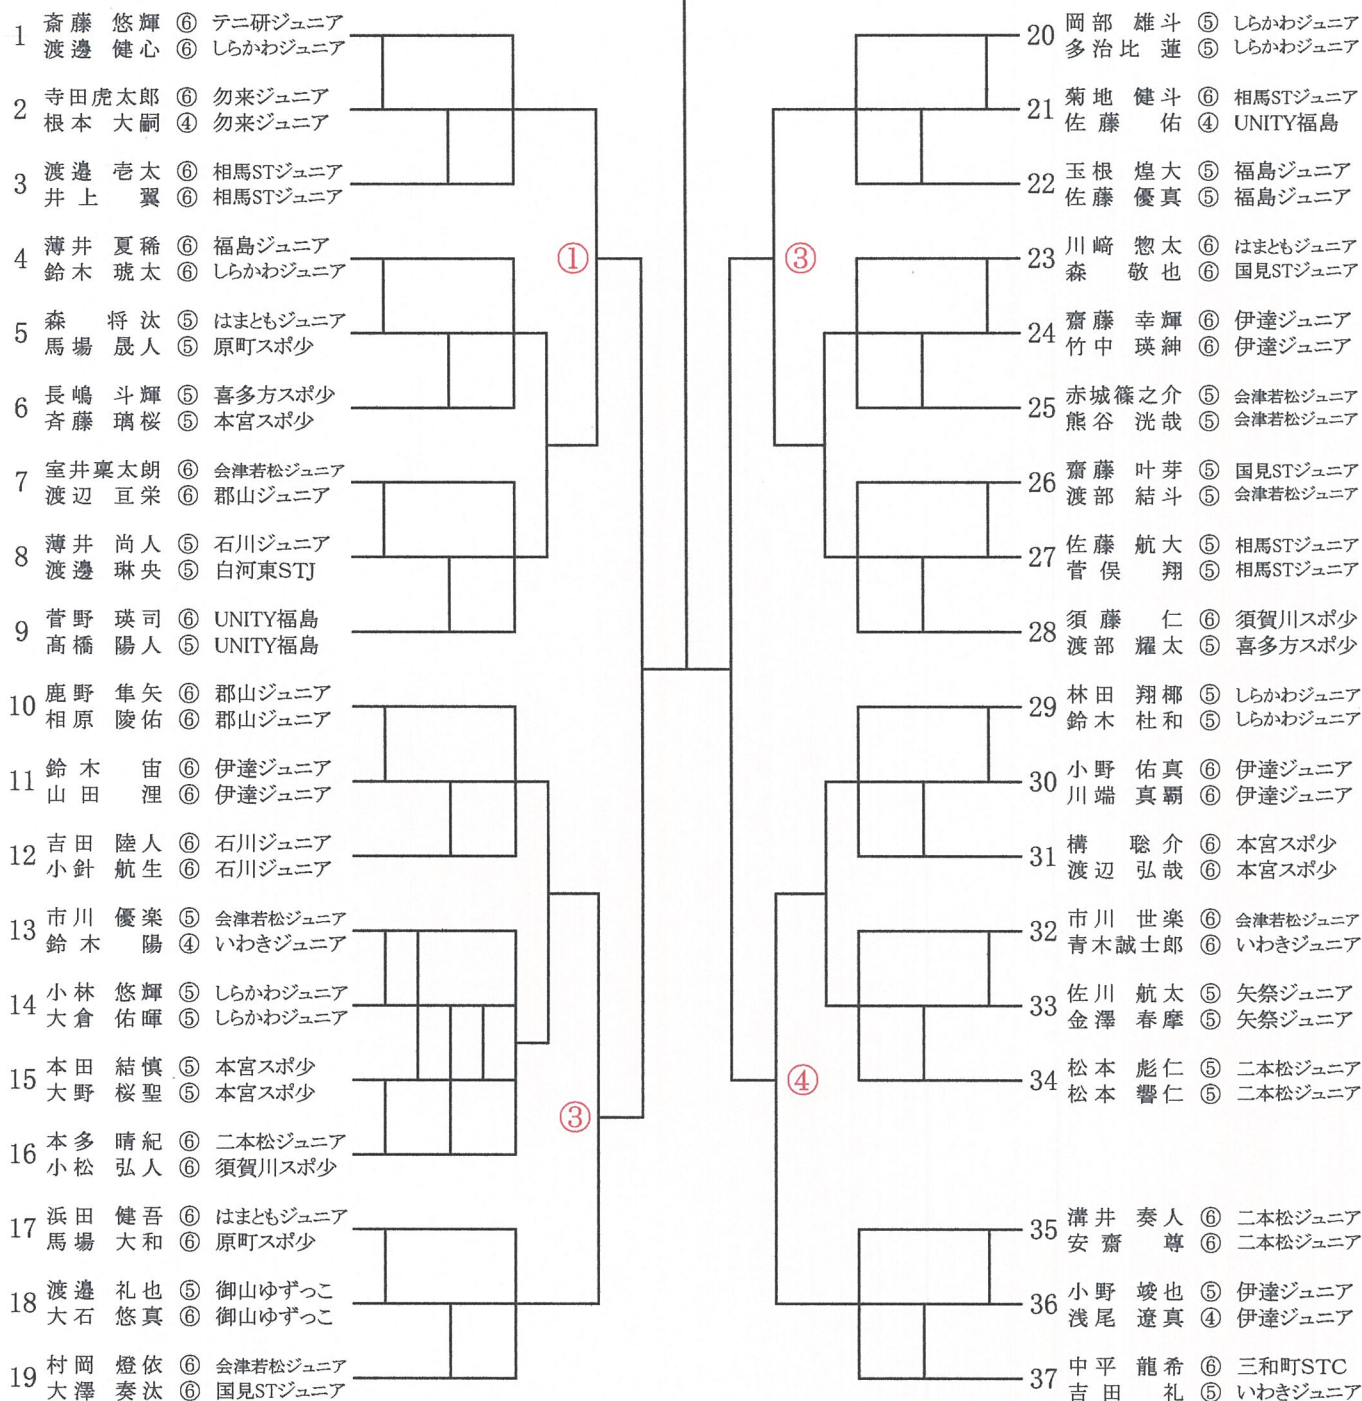 1 斎藤 悠輝 ⑥ テニ研ジュニア
渡邊 健心 ⑥ しらかわジュニア
2 寺田虎太郎 ⑥ 勿来ジュニア
根本 大嗣 ④ 勿来ジュニア
3 渡邉 壱太 ⑥ 相馬STジュニア
井上 翼 ⑥ 相馬STジュニア
4 薄井 夏稀 ⑥ 福島ジュニア
鈴木 琥太 ⑥ しらかわジュニア
5 森 将汰 ⑤ はまともジュニア
馬場 晟人 ⑤ 原町スポ少
6 長嶋 斗輝 ⑤ 喜多方スポ少
斉藤 璃桜 ⑤ 本宮スポ少
7 室井稟太朗 ⑥ 会津若松ジュニア
渡辺 亘栄 ⑥ 郡山ジュニア
8 薄井 尚人 ⑤ 石川ジュニア
渡邊 琳央 ⑤ 白河東STJ
9 菅野 瑛司 ⑥ UNITY福島
髙橋 陽人 ⑤ UNITY福島
10 鹿野 隼矢 ⑥ 郡山ジュニア
相原 陵佑 ⑥ 郡山ジュニア
11 鈴木 宙 ⑥ 伊達ジュニア
山田 浬 ⑥ 伊達ジュニア
12 吉田 陸人 ⑥ 石川ジュニア
小針 航生 ⑥ 石川ジュニア
13 市川 優楽 ⑤ 会津若松ジュニア
鈴木 陽 ④ いわきジュニア
14 小林 悠輝 ⑤ しらかわジュニア
大倉 佑暉 ⑤ しらかわジュニア
15 本田 結慎 ⑤ 本宮スポ少
大野 桜聖 ⑤ 本宮スポ少
16 本多 晴紀 ⑥ 二本松ジュニア
小松 弘人 ⑥ 須賀川スポ少
17 浜田 健吾 ⑥ はまともジュニア
馬場 大和 ⑥ 原町スポ少
18 渡邉 礼也 ⑤ 御山ゆずっこ
大石 悠真 ⑥ 御山ゆずっこ
19 村岡 燈依 ⑥ 会津若松ジュニア
大澤 奏汰 ⑥ 国見STジュニア
①
③
③
④
20 岡部 雄斗 ⑤ しらかわジュニア
多治比 蓮 ⑤ しらかわジュニア
21 菊地 健斗 ⑥ 相馬STジュニア
佐藤 佑 ④ UNITY福島
22 玉根 煌大 ⑤ 福島ジュニア
佐藤 優真 ⑤ 福島ジュニア
23 川﨑 惣太 ⑥ はまともジュニア
森 敬也 ⑥ 国見STジュニア
24 齋藤 幸輝 ⑥ 伊達ジュニア
竹中 瑛紳 ⑥ 伊達ジュニア
25 赤城篠之介 ⑤ 会津若松ジュニア
熊谷 洸哉 ⑤ 会津若松ジュニア
26 齋藤 叶芽 ⑤ 国見STジュニア
渡部 結斗 ⑤ 会津若松ジュニア
27 佐藤 航大 ⑤ 相馬STジュニア
菅俣 翔 ⑤ 相馬STジュニア
28 須藤 仁 ⑥ 須賀川スポ少
渡部 耀太 ⑤ 喜多方スポ少
29 林田 翔椰 ⑤ しらかわジュニア
鈴木 杜和 ⑤ しらかわジュニア
30 小野 佑真 ⑥ 伊達ジュニア
川端 真覇 ⑥ 伊達ジュニア
31 構 聡介 ⑥ 本宮スポ少
渡辺 弘哉 ⑥ 本宮スポ少
32 市川 世楽 ⑥ 会津若松ジュニア
青木誠士郎 ⑥ いわきジュニア
33 佐川 航太 ⑤ 矢祭ジュニア
金澤 春摩 ⑤ 矢祭ジュニア
34 松本 彪仁 ⑤ 二本松ジュニア
松本 響仁 ⑤ 二本松ジュニア
35 溝井 奏人 ⑥ 二本松ジュニア
安齋 尊 ⑥ 二本松ジュニア
36 小野 竣也 ⑤ 伊達ジュニア
浅尾 遼真 ④ 伊達ジュニア
37 中平 龍希 ⑥ 三和町STC
吉田 礼 ⑤ いわきジュニア